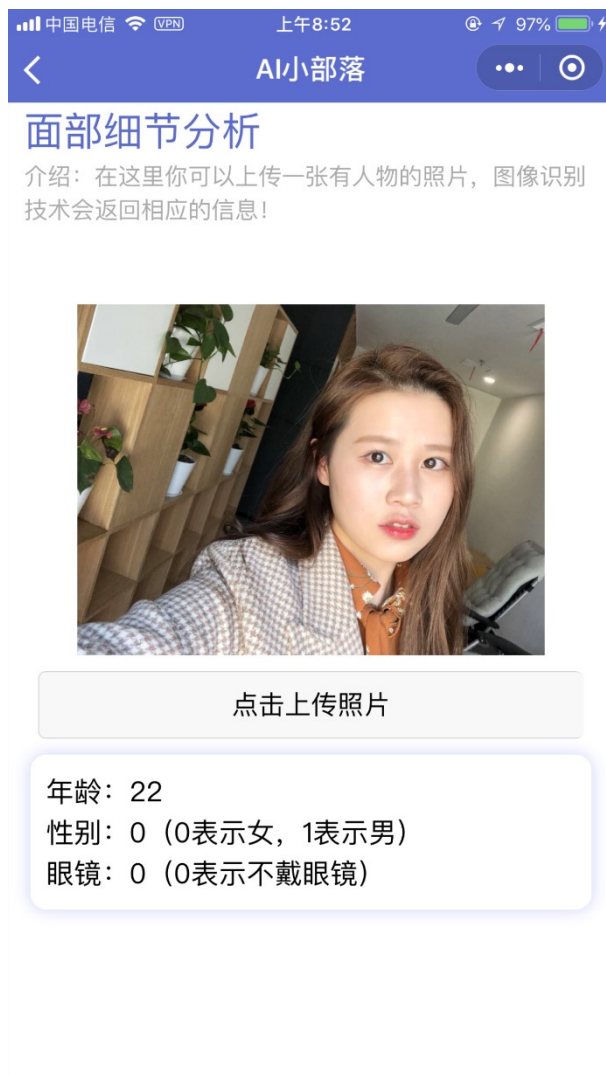 中国电信 VPN 上午8:52 97%
AI小部落
面部细节分析
介绍：在这里你可以上传一张有人物的照片，图像识别
技术会返回相应的信息！
点击上传照片
年龄：22
性别：0（0表示女，1表示男）
眼镜：0（0表示不戴眼镜）